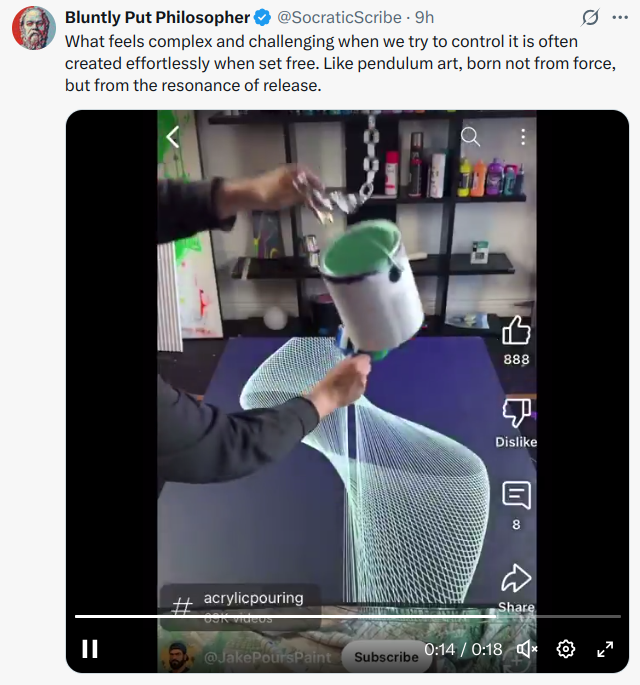 Bluntly Put Philosopher @SocraticScribe · 9h
What feels complex and challenging when we try to control it is often
created effortlessly when set free. Like pendulum art, born not from force,
but from the resonance of release.
888
Dislike
8
Share
# acrylicpouring
69K videos
@JakePoursPaint Subscribe
0:14 / 0:18